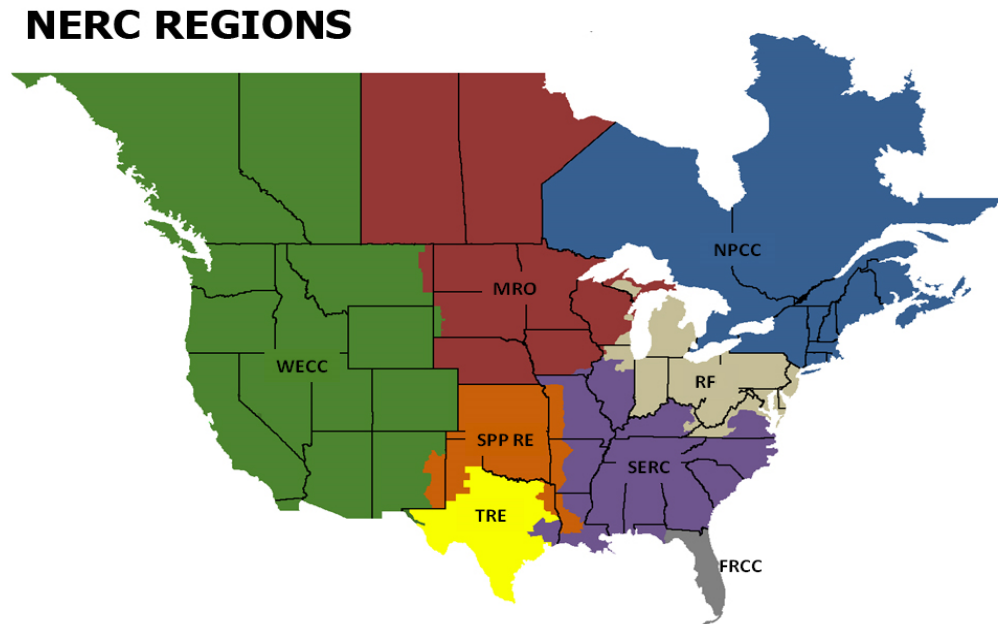 NERC REGIONS
NPCC
MRO
WECC
RF
SPP RE
SERC
TRE
FRCC